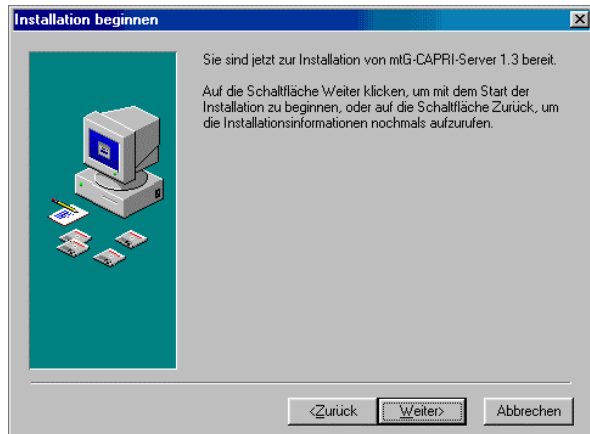 Installation beginnen
Sie sind jetzt zur Installation von mtG-CAPRI-Server 1.3 bereit.
Auf die Schaltfläche Weiter klicken, um mit dem Start der
Installation zu beginnen, oder auf die Schaltfläche Zurück, um
die Installationsinformationen nochmals aufzurufen.
<Zurück Weiter> Abbrechen